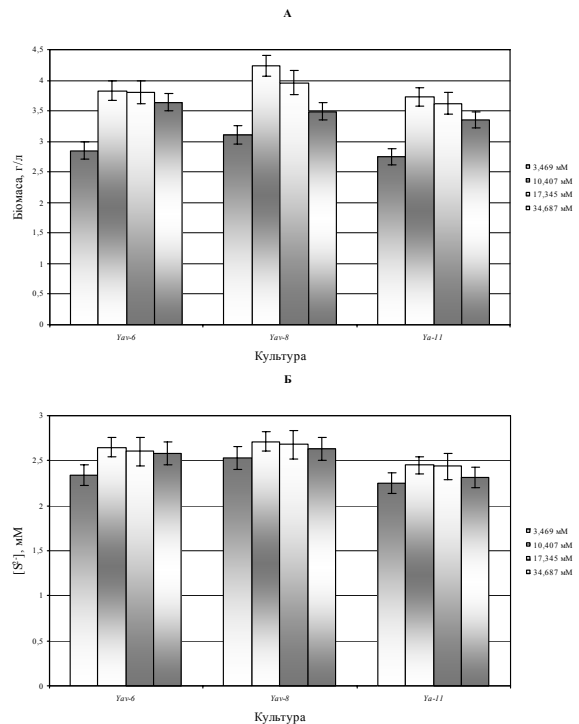 А
4,5
4
3,5
3
2,5
2
1,5
1
0,5
0
Біомаса, г/л
Yav-6 Yav-8 Ya-11
Культура
3,469 мМ
10,407 мМ
17,345 мМ
34,687 мМ
Б
3
2,5
2
1,5
1
0,5
0
[S²⁻], мМ
Yav-6 Yav-8 Ya-11
Культура
3,469 мМ
10,407 мМ
17,345 мМ
34,687 мМ